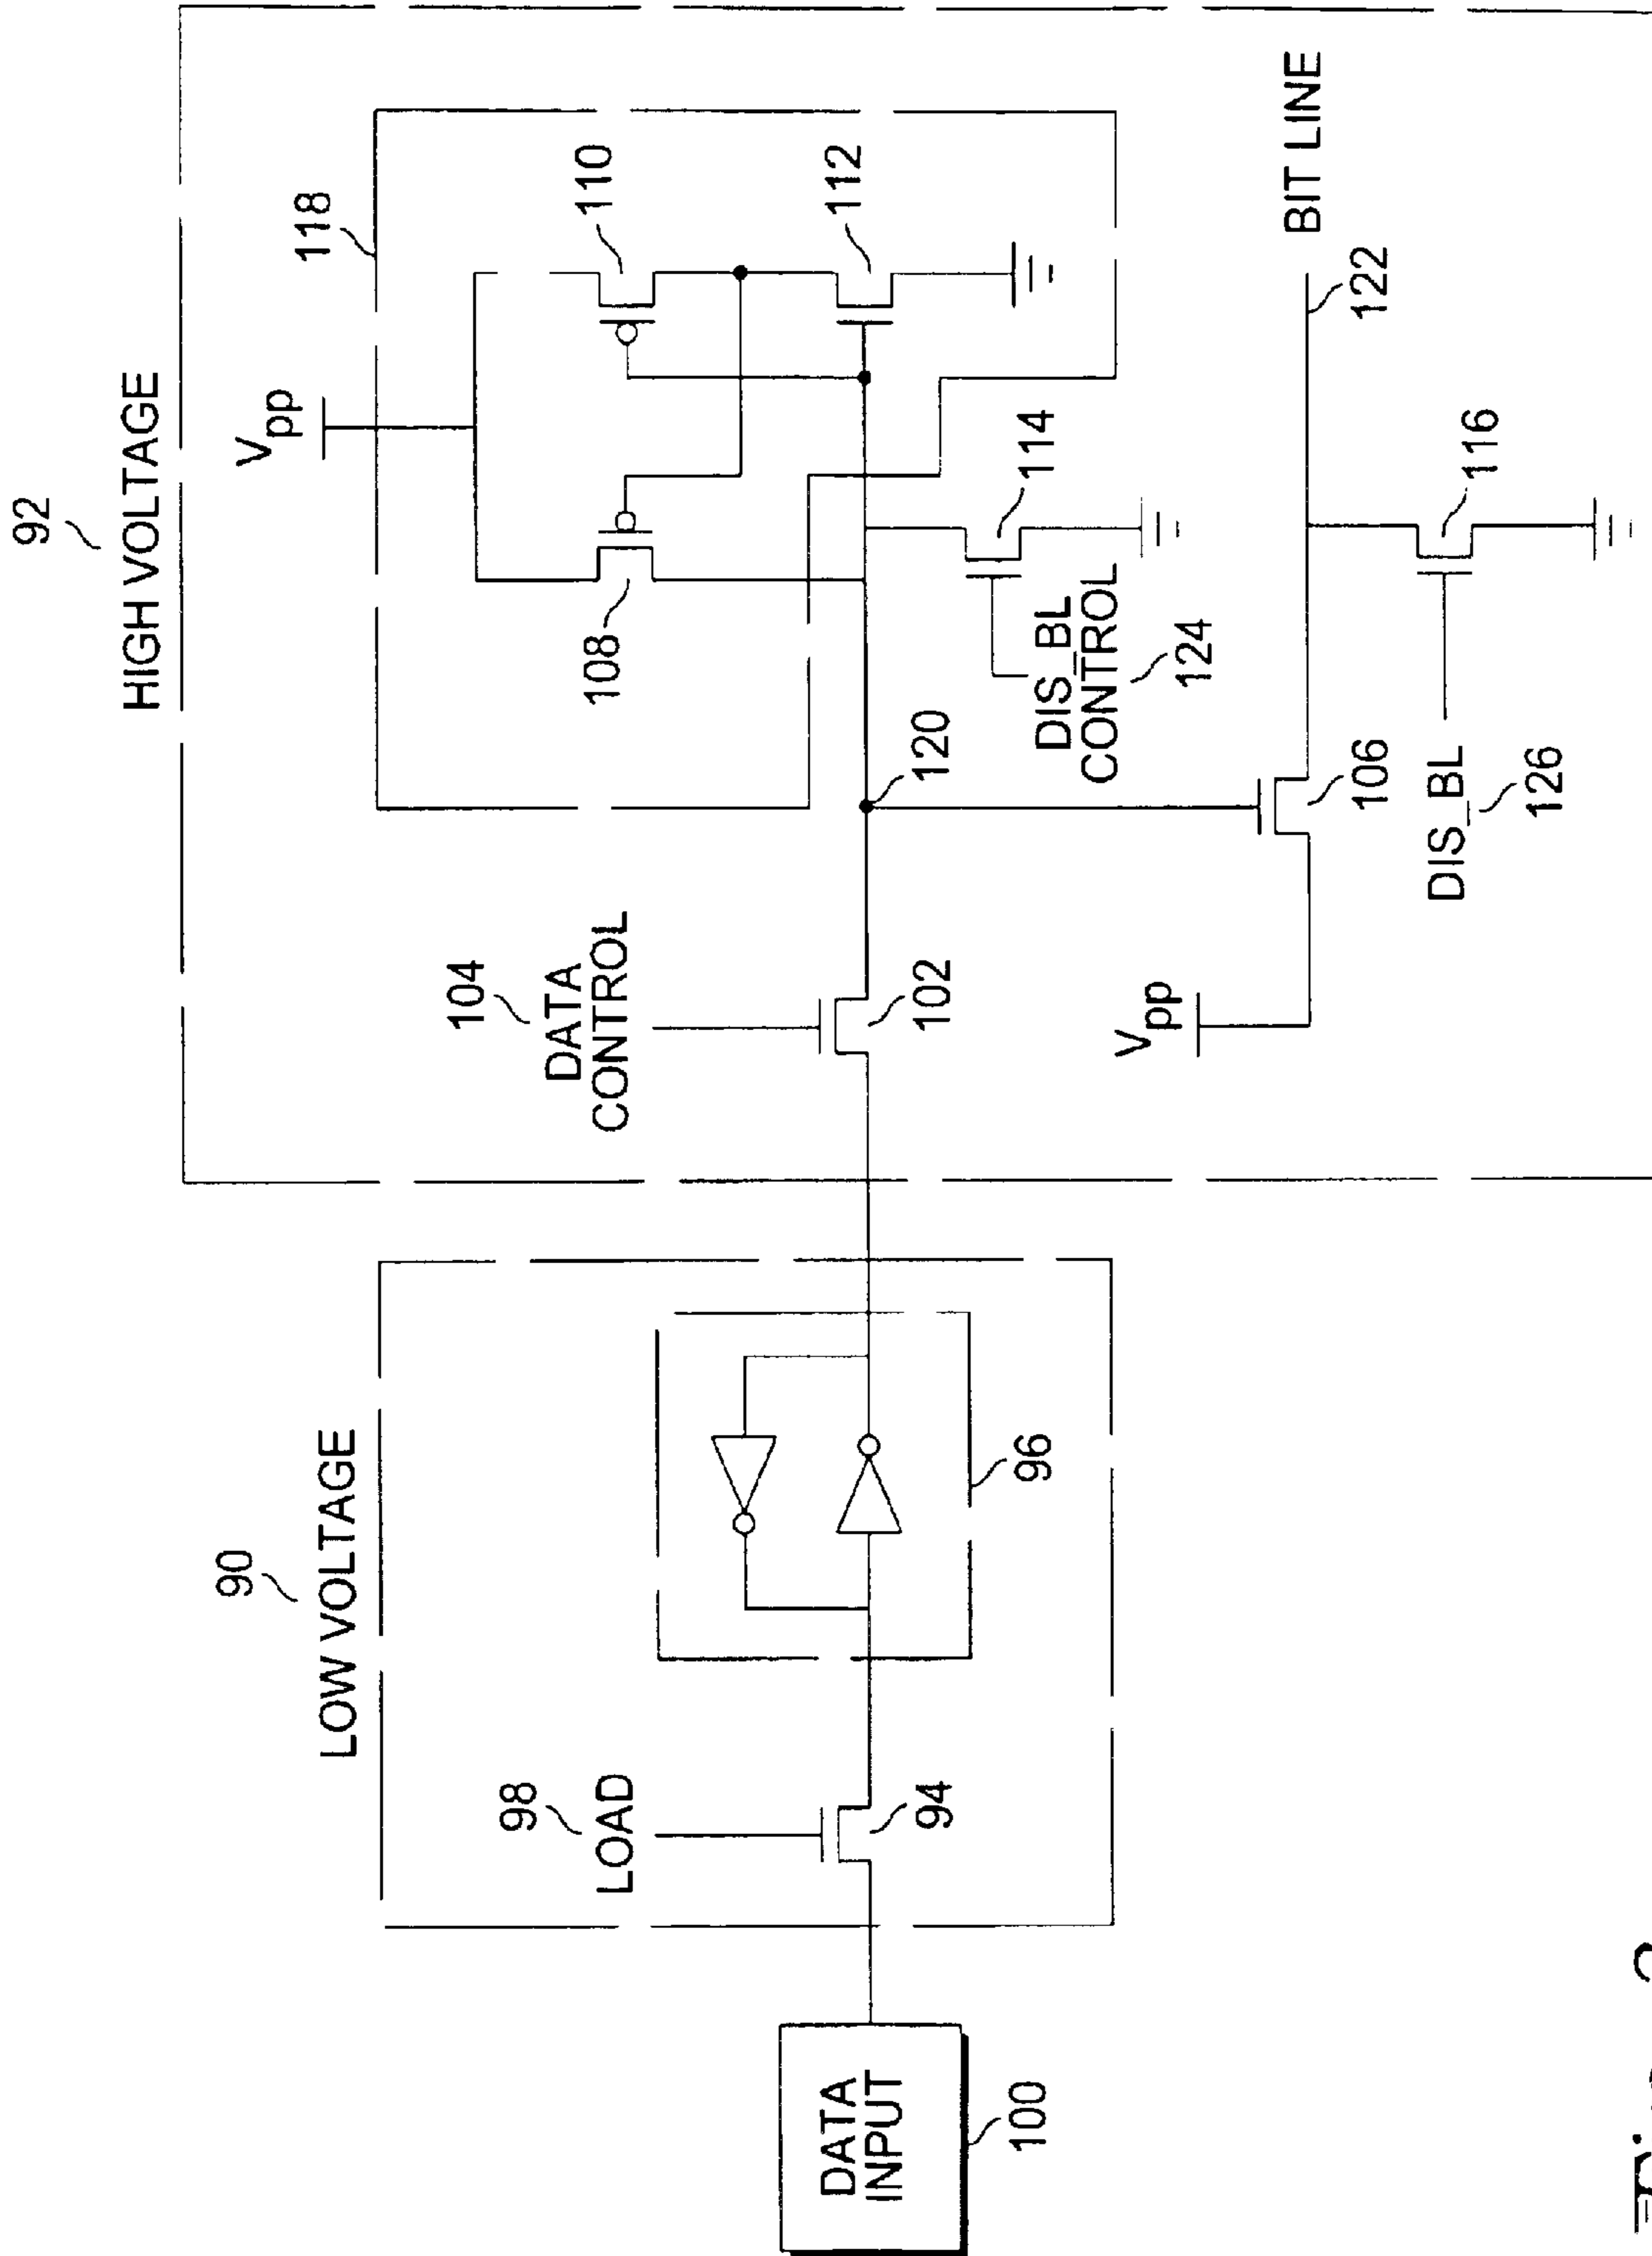 92
HIGH VOLTAGE
Vpp
118
110
108
112
104
DATA
CONTROL
102
120
114
DIS_BL
CONTROL
124
Vpp
106
BIT LINE
122
DIS_BL
126
116
90
LOW VOLTAGE
98
LOAD
94
96
DATA
INPUT
100